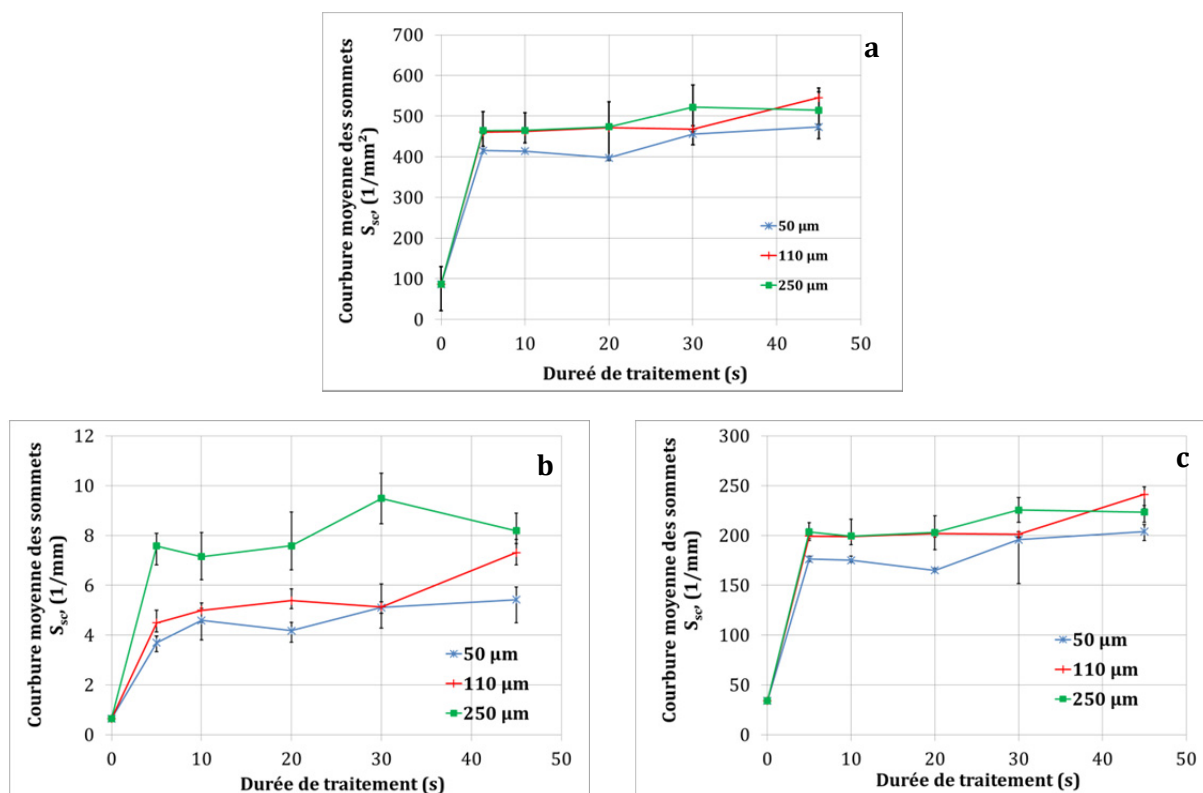 a
Courbure moyenne des sommets
S_sc, (1/mm²)
700
600
500
400
300
200
100
0
0 10 20 30 40 50
Dureé de traitement (s)
50 µm
110 µm
250 µm
b
Courbure moyenne des sommets
S_sc, (1/mm)
12
10
8
6
4
2
0
0 10 20 30 40 50
Durée de traitement (s)
50 µm
110 µm
250 µm
c
Courbure moyenne des sommets
S_sc, (1/mm)
300
250
200
150
100
50
0
0 10 20 30 40 50
Durée de traitement (s)
50 µm
110 µm
250 µm